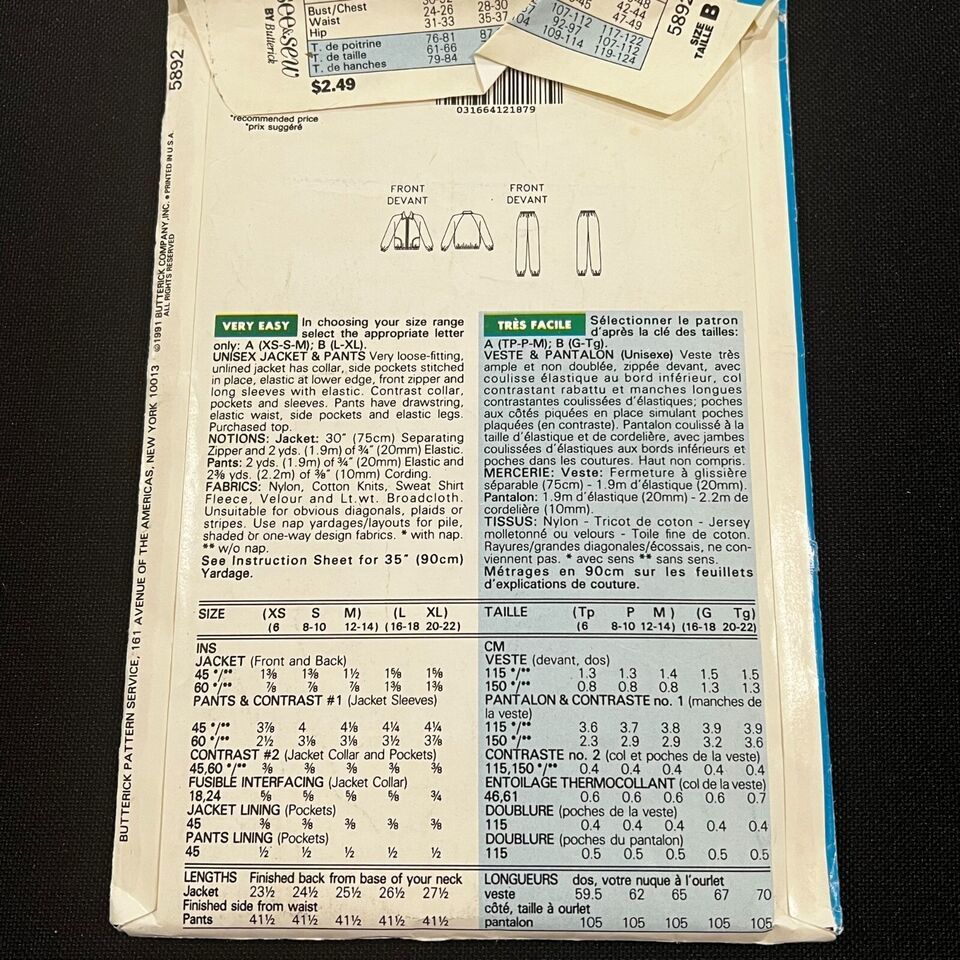 see&sew
BY Butterick
Bust/Chest 30-32
Waist 24-26 28-30
Hip 31-33 35-37
T. de poitrine 76-81 87
T. de taille 61-66
T. de hanches 79-84
$2.49
42-44
47-49
107-112 117-122
92-97 107-112
109-114 119-124
5892
SIZE
TAILLE B
031664121879
*recommended price
*prix suggéré
5892
BUTTERICK PATTERN SERVICE, 161 AVENUE OF THE AMERICAS, NEW YORK 10013 ©1991 BUTTERICK COMPANY, INC. • PRINTED IN U.S.A.
ALL RIGHTS RESERVED
FRONT
DEVANT
FRONT
DEVANT
VERY EASY In choosing your size range
select the appropriate letter
only: A (XS-S-M); B (L-XL).
UNISEX JACKET & PANTS Very loose-fitting,
unlined jacket has collar, side pockets stitched
in place, elastic at lower edge, front zipper and
long sleeves with elastic. Contrast collar,
pockets and sleeves. Pants have drawstring,
elastic waist, side pockets and elastic legs.
Purchased top.
NOTIONS: Jacket: 30" (75cm) Separating
Zipper and 2 yds. (1.9m) of ¾" (20mm) Elastic.
Pants: 2 yds. (1.9m) of ¾" (20mm) Elastic and
2⅜ yds. (2.2m) of ⅜" (10mm) Cording.
FABRICS: Nylon, Cotton Knits, Sweat Shirt
Fleece, Velour and Lt.wt. Broadcloth.
Unsuitable for obvious diagonals, plaids or
stripes. Use nap yardages/layouts for pile,
shaded or one-way design fabrics. * with nap.
** w/o nap.
See Instruction Sheet for 35" (90cm)
Yardage.
SIZE (XS S M) (L XL)
(6 8-10 12-14) (16-18 20-22)
INS
JACKET (Front and Back)
45 */** 1⅜ 1⅜ 1½ 1⅝ 1⅝
60 */** ⅞ ⅞ ⅞ 1⅜ 1⅜
PANTS & CONTRAST #1 (Jacket Sleeves)
45 */** 3⅞ 4 4⅛ 4¼ 4¼
60 */** 2½ 3⅛ 3⅛ 3½ 3⅞
CONTRAST #2 (Jacket Collar and Pockets)
45,60 */** ⅜ ⅜ ⅜ ⅜ ⅜
FUSIBLE INTERFACING (Jacket Collar)
18,24 ⅝ ⅝ ⅝ ⅝ ¾
JACKET LINING (Pockets)
45 ⅜ ⅜ ⅜ ⅜ ⅜
PANTS LINING (Pockets)
45 ½ ½ ½ ½ ½
LENGTHS Finished back from base of your neck
Jacket 23½ 24½ 25½ 26½ 27½
Finished side from waist
Pants 41½ 41½ 41½ 41½ 41½
TRÈS FACILE Sélectionner le patron
d'après la clé des tailles:
A (TP-P-M); B (G-Tg).
VESTE & PANTALON (Unisexe) Veste très
ample et non doublée, zippée devant, avec
coulisse élastique au bord inférieur, col
contrastant rabattu et manches longues
contrastantes coulissées d'élastiques; poches
aux côtés piquées en place simulant poches
plaquées (en contraste). Pantalon coulissé à la
taille d'élastique et de cordelière, avec jambes
coulissées d'élastiques aux bords inférieurs et
poches dans les coutures. Haut non compris.
MERCERIE: Veste: Fermeture à glissière
séparable (75cm) - 1.9m d'élastique (20mm).
Pantalon: 1.9m d'élastique (20mm) - 2.2m de
cordelière (10mm).
TISSUS: Nylon - Tricot de coton - Jersey
molletonné ou velours - Toile fine de coton.
Rayures/grandes diagonales/écossais, ne con-
viennent pas. * avec sens ** sans sens.
Métrages en 90cm sur les feuillets
d'explications de couture.
TAILLE (Tp P M) (G Tg)
(6 8-10 12-14) (16-18 20-22)
CM
VESTE (devant, dos)
115 */** 1.3 1.3 1.4 1.5 1.5
150 */** 0.8 0.8 0.8 1.3 1.3
PANTALON & CONTRASTE no. 1 (manches de
la veste)
115 */** 3.6 3.7 3.8 3.9 3.9
150 */** 2.3 2.9 2.9 3.2 3.6
CONTRASTE no. 2 (col et poches de la veste)
115,150 */** 0.4 0.4 0.4 0.4 0.4
ENTOILAGE THERMOCOLLANT (col de la veste)
46,61 0.6 0.6 0.6 0.6 0.7
DOUBLURE (poches de la veste)
115 0.4 0.4 0.4 0.4 0.4
DOUBLURE (poches du pantalon)
115 0.5 0.5 0.5 0.5 0.5
LONGUEURS dos, votre nuque à l'ourlet
veste 59.5 62 65 67 70
côté, taille à ourlet
pantalon 105 105 105 105 105